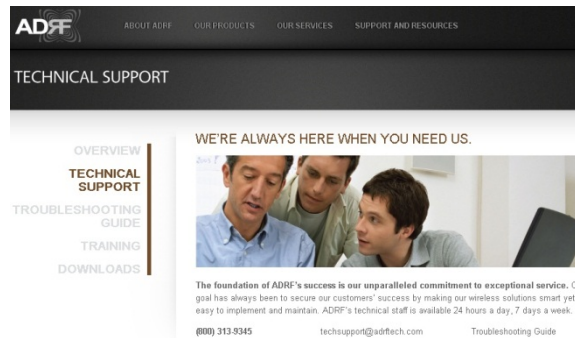 ADRF
ABOUT ADRF
OUR PRODUCTS
OUR SERVICES
SUPPORT AND RESOURCES
TECHNICAL SUPPORT
OVERVIEW
TECHNICAL
SUPPORT
TROUBLESHOOTING
GUIDE
TRAINING
DOWNLOADS
WE'RE ALWAYS HERE WHEN YOU NEED US.
The foundation of ADRF's success is our unparalleled commitment to exceptional service.
goal has always been to secure our customers' success by making our wireless solutions smart yet
easy to implement and maintain. ADRF's technical staff is available 24 hours a day, 7 days a week.
(800) 313-9345
techsupport@adrftech.com
Troubleshooting Guide